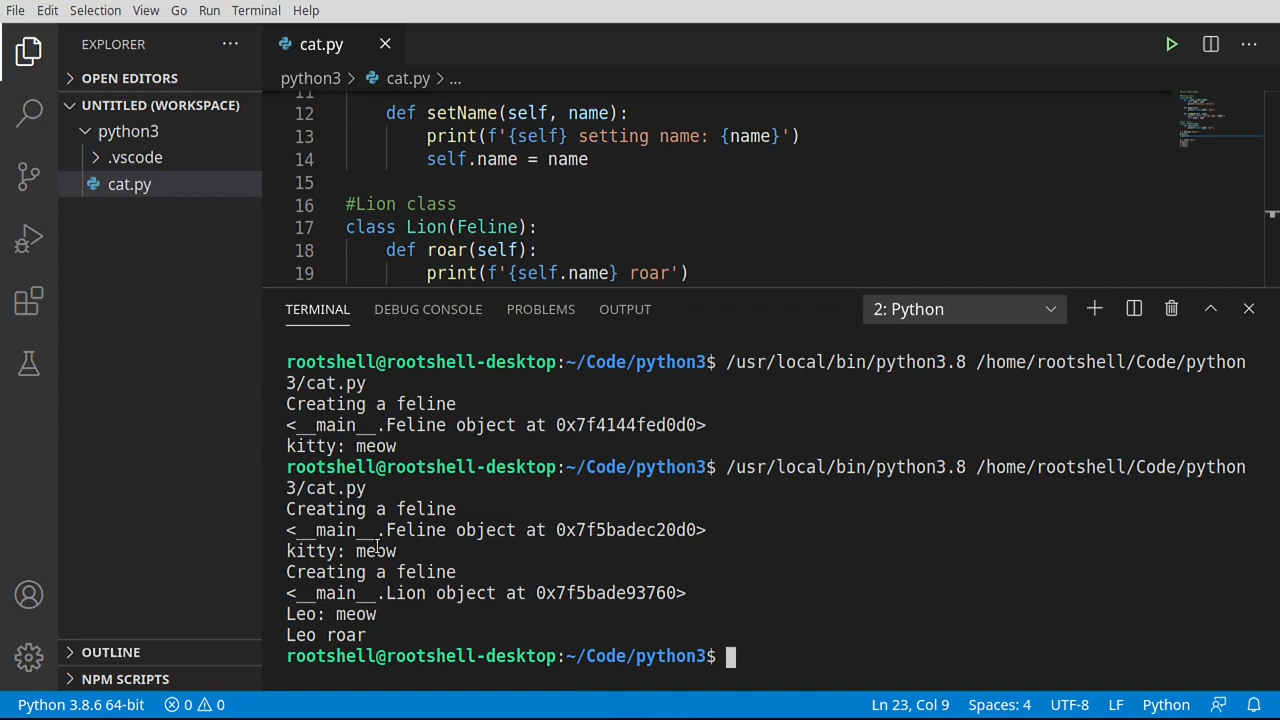 File Edit Selection View Go Run Terminal Help
EXPLORER ···
OPEN EDITORS
UNTITLED (WORKSPACE)
python3
.vscode
cat.py
OUTLINE
NPM SCRIPTS
cat.py
python3 > cat.py > ...
11
12 def setName(self, name):
13 print(f'{self} setting name: {name}')
14 self.name = name
15
16 #Lion class
17 class Lion(Feline):
18 def roar(self):
19 print(f'{self.name} roar')
TERMINAL DEBUG CONSOLE PROBLEMS OUTPUT 2: Python
rootshell@rootshell-desktop:~/Code/python3$ /usr/local/bin/python3.8 /home/rootshell/Code/python
3/cat.py
Creating a feline
<__main__.Feline object at 0x7f4144fed0d0>
kitty: meow
rootshell@rootshell-desktop:~/Code/python3$ /usr/local/bin/python3.8 /home/rootshell/Code/python
3/cat.py
Creating a feline
<__main__.Feline object at 0x7f5badec20d0>
kitty: meow
Creating a feline
<__main__.Lion object at 0x7f5bade93760>
Leo: meow
Leo roar
rootshell@rootshell-desktop:~/Code/python3$
Python 3.8.6 64-bit 0 0 Ln 23, Col 9 Spaces: 4 UTF-8 LF Python